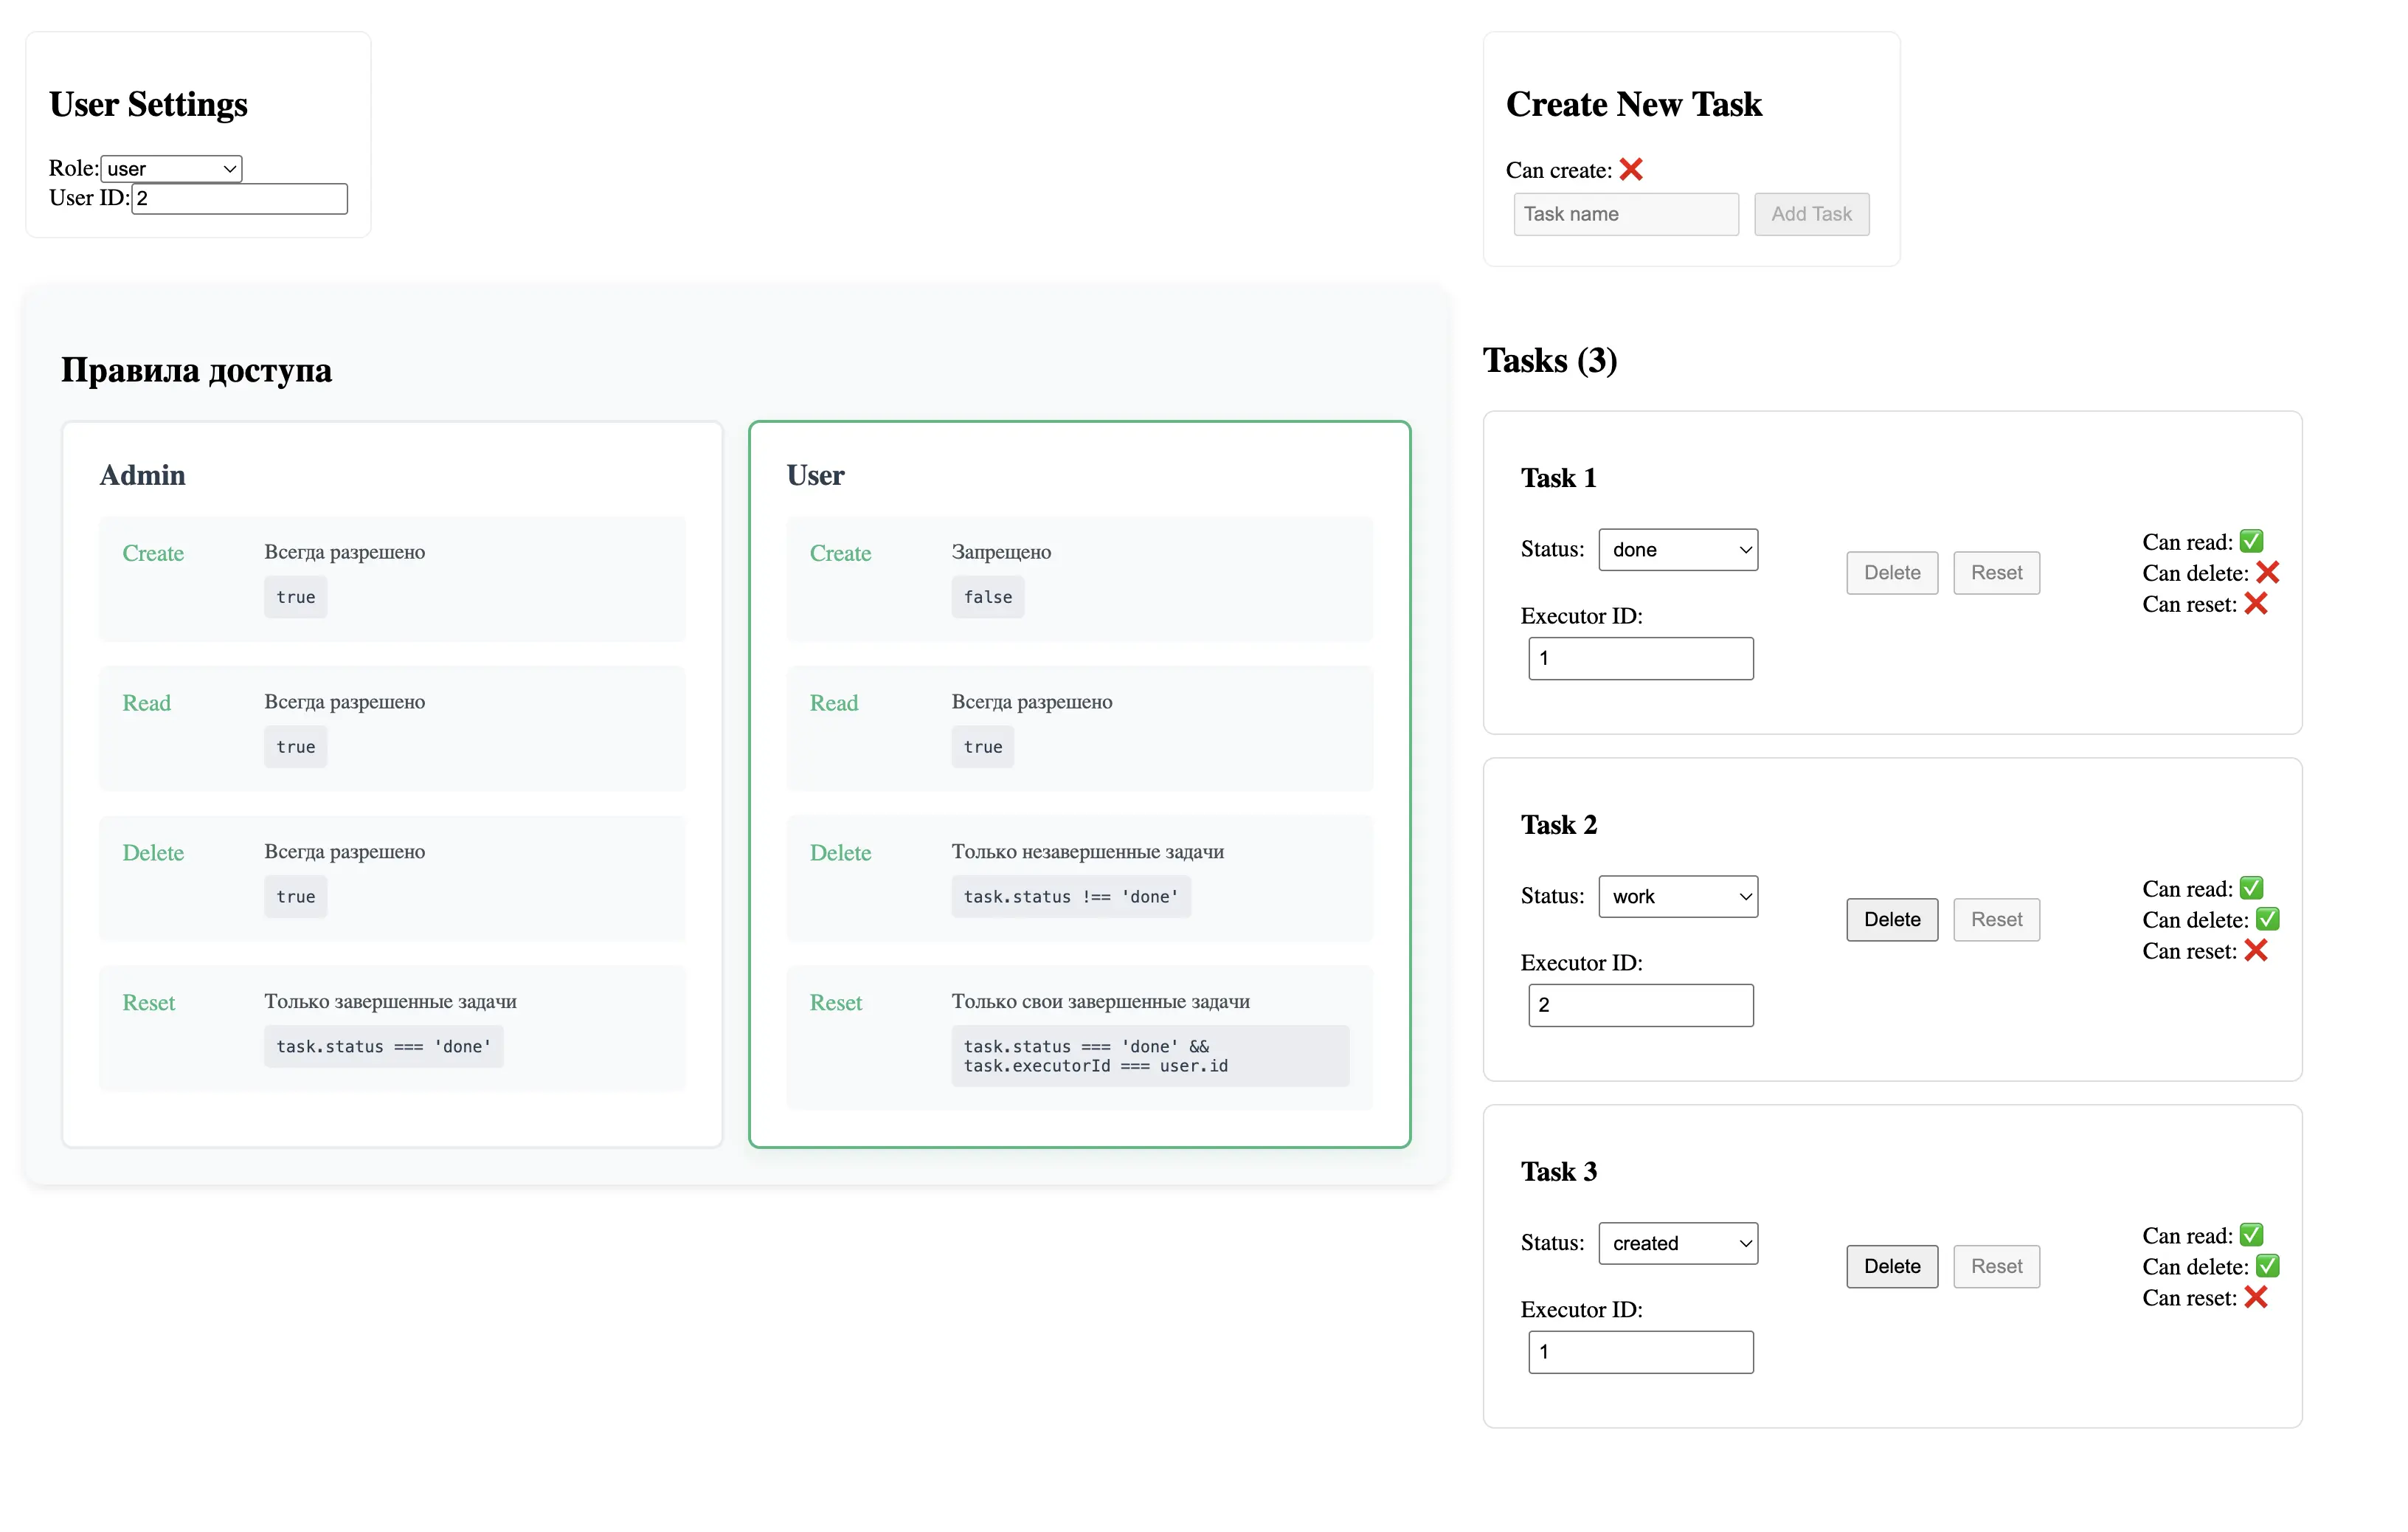 User Settings
Role: user
User ID: 2
Правила доступа
Admin
Create
Всегда разрешено
true
Read
Всегда разрешено
true
Delete
Всегда разрешено
true
Reset
Только завершенные задачи
task.status === 'done'
User
Create
Запрещено
false
Read
Всегда разрешено
true
Delete
Только незавершенные задачи
task.status !== 'done'
Reset
Только свои завершенные задачи
task.status === 'done' &&
task.executorId === user.id
Create New Task
Can create: ❌
Task name
Add Task
Tasks (3)
Task 1
Status: done
Executor ID:
1
Delete
Reset
Can read: ✅
Can delete: ❌
Can reset: ❌
Task 2
Status: work
Executor ID:
2
Delete
Reset
Can read: ✅
Can delete: ✅
Can reset: ❌
Task 3
Status: created
Executor ID:
1
Delete
Reset
Can read: ✅
Can delete: ✅
Can reset: ❌